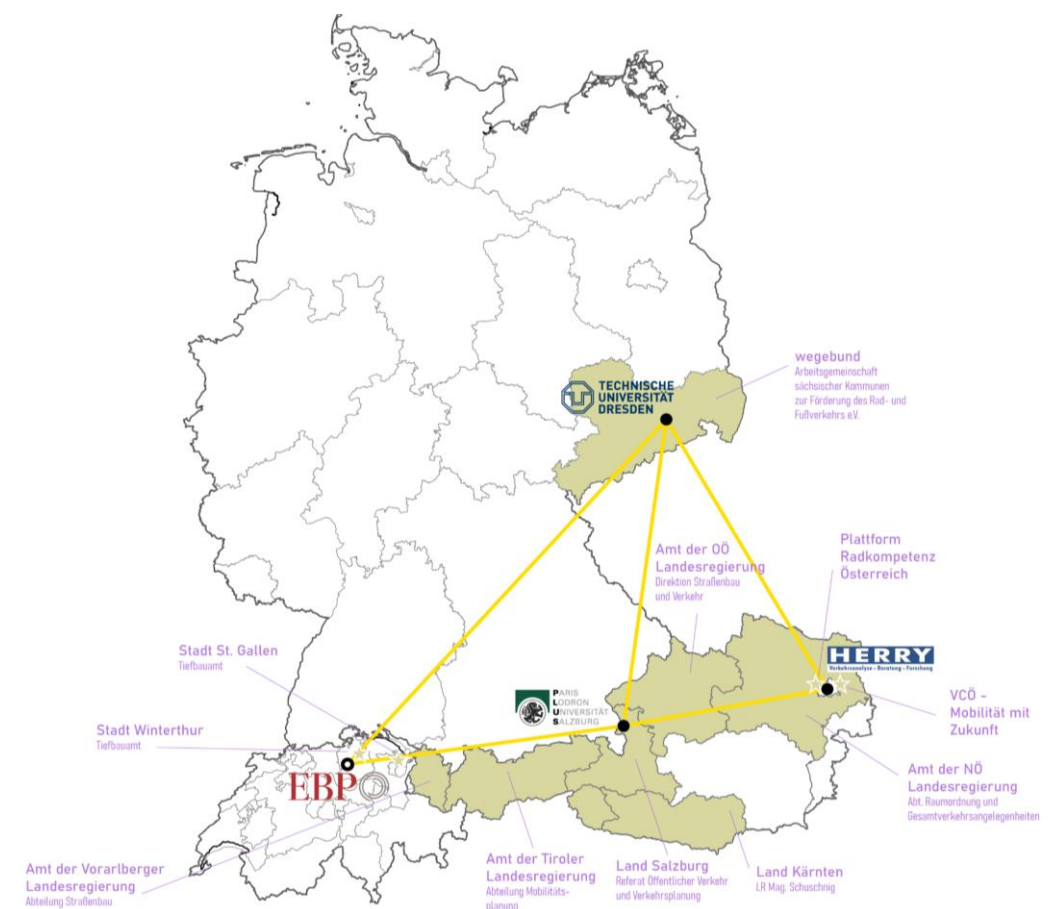 wegebund
Arbeitsgemeinschaft
sächsischer Kommunen
zur Förderung des Rad- und
Fußverkehrs e.V.
TECHNISCHE
UNIVERSITÄT
DRESDEN
Plattform
Radkompetenz
Österreich
Amt der OÖ
Landesregierung
Direktion Straßenbau
und Verkehr
HERRY
Verkehrsanalyse - Beratung - Forschung
Stadt St. Gallen
Tiefbauamt
PARIS
LODRON
UNIVERSITÄT
SALZBURG
VCÖ -
Mobilität mit
Zukunft
Stadt Winterthur
Tiefbauamt
EBP
Amt der NÖ
Landesregierung
Abt. Raumordnung und
Gesamtverkehrsangelegenheiten
Amt der Vorarlberger
Landesregierung
Abteilung Straßenbau
Amt der Tiroler
Landesregierung
Abteilung Mobilitäts-
planung
Land Salzburg
Referat Öffentlicher Verkehr
und Verkehrsplanung
Land Kärnten
LR Mag. Schuschnig